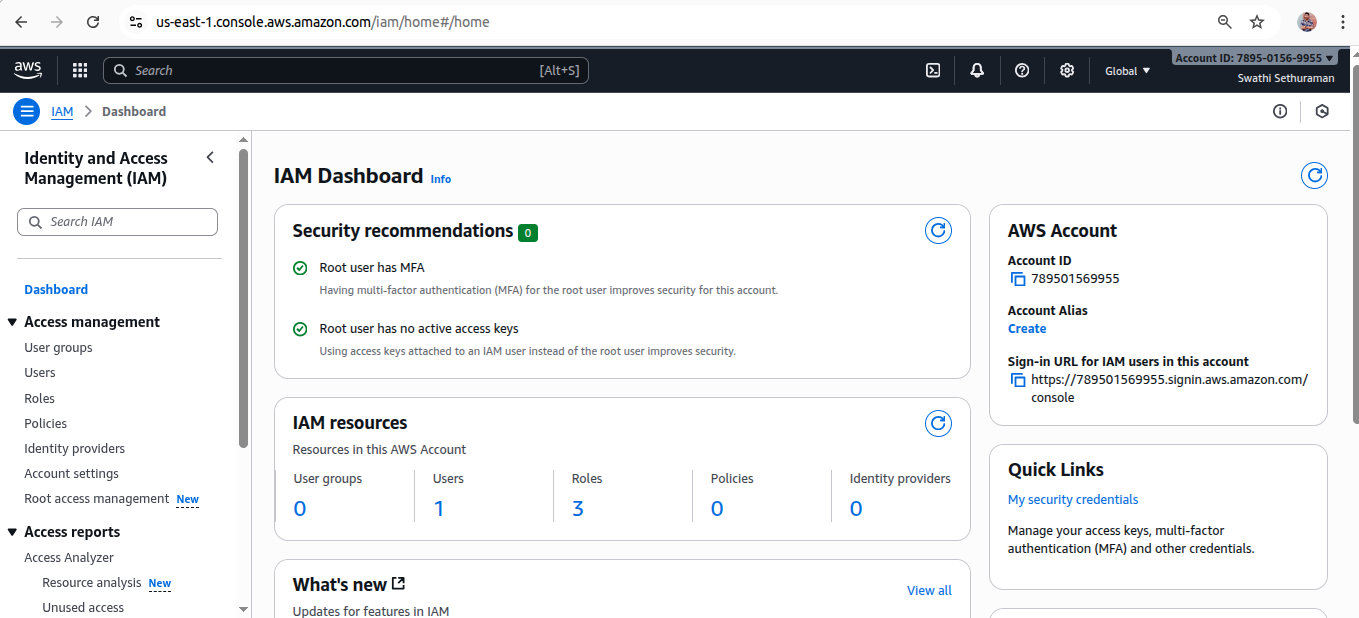 us-east-1.console.aws.amazon.com/iam/home#/home
aws
Search
[Alt+S]
Global
Account ID: 7895-0156-9955
Swathi Sethuraman
IAM
Dashboard
Identity and Access
Management (IAM)
Search IAM
Dashboard
Access management
User groups
Users
Roles
Policies
Identity providers
Account settings
Root access management New
Access reports
Access Analyzer
Resource analysis New
Unused access
IAM Dashboard Info
Security recommendations 0
Root user has MFA
Having multi-factor authentication (MFA) for the root user improves security for this account.
Root user has no active access keys
Using access keys attached to an IAM user instead of the root user improves security.
IAM resources
Resources in this AWS Account
User groups
0
Users
1
Roles
3
Policies
0
Identity providers
0
What's new
View all
Updates for features in IAM
AWS Account
Account ID
789501569955
Account Alias
Create
Sign-in URL for IAM users in this account
https://789501569955.signin.aws.amazon.com/
console
Quick Links
My security credentials
Manage your access keys, multi-factor
authentication (MFA) and other credentials.